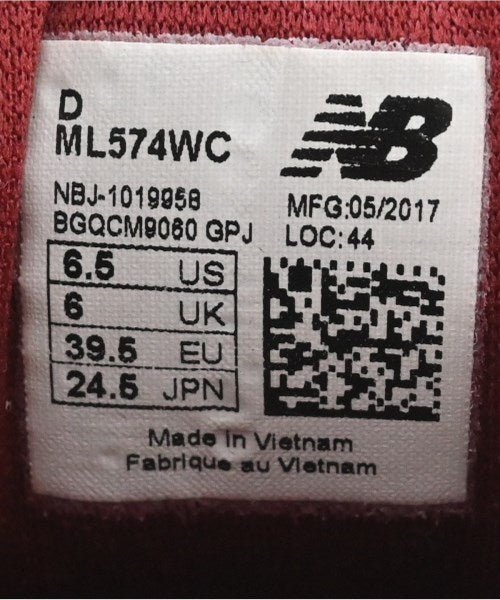 D
ML574WC
NB
NBJ-1019958
BGQCM9060 GPJ
MFG:05/2017
LOC:44
6.5 US
6 UK
39.5 EU
24.5 JPN
Made in Vietnam
Fabrique au Vietnam